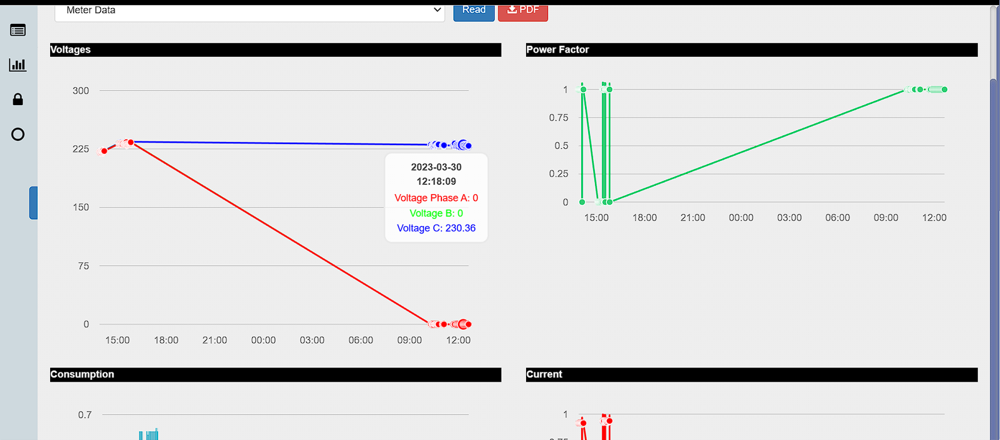 Meter Data
Read
PDF
Voltages
300
225
150
75
0
15:00 18:00 21:00 00:00 03:00 06:00 09:00 12:00
2023-03-30
12:18:09
Voltage Phase A: 0
Voltage B: 0
Voltage C: 230.36
Power Factor
1
0.75
0.5
0.25
0
15:00 18:00 21:00 00:00 03:00 06:00 09:00 12:00
Consumption
0.7
Current
1
0.75